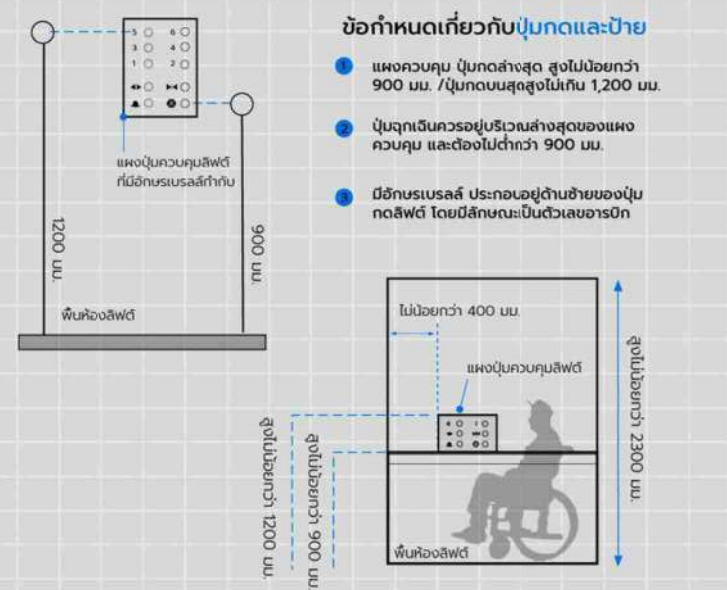 ข้อกำหนดเกี่ยวกับปุ่มกดและป้าย
1 แผงควบคุม ปุ่มกดล่างสุด สูงไม่น้อยกว่า
900 มม. /ปุ่มกดบนสุดสูงไม่เกิน 1,200 มม.
2 ปุ่มฉุกเฉินควรอยู่บริเวณล่างสุดของแผง
ควบคุม และต้องไม่ต่ำกว่า 900 มม.
3 มีอักษรเบรลล์ ประกอบอยู่ด้านซ้ายของปุ่ม
กดลิฟต์ โดยมีลักษณะเป็นตัวเลขอารบิก
5 6
3 4
1 2
แผงปุ่มควบคุมลิฟต์
ที่มีอักษรเบรลล์กำกับ
1200 มม.
900 มม.
พื้นห้องลิฟต์
ไม่น้อยกว่า 400 มม.
แผงปุ่มควบคุมลิฟต์
สูงไม่น้อยกว่า 2300 มม.
สูงไม่น้อยกว่า 1200 มม.
สูงไม่น้อยกว่า 900 มม.
พื้นห้องลิฟต์